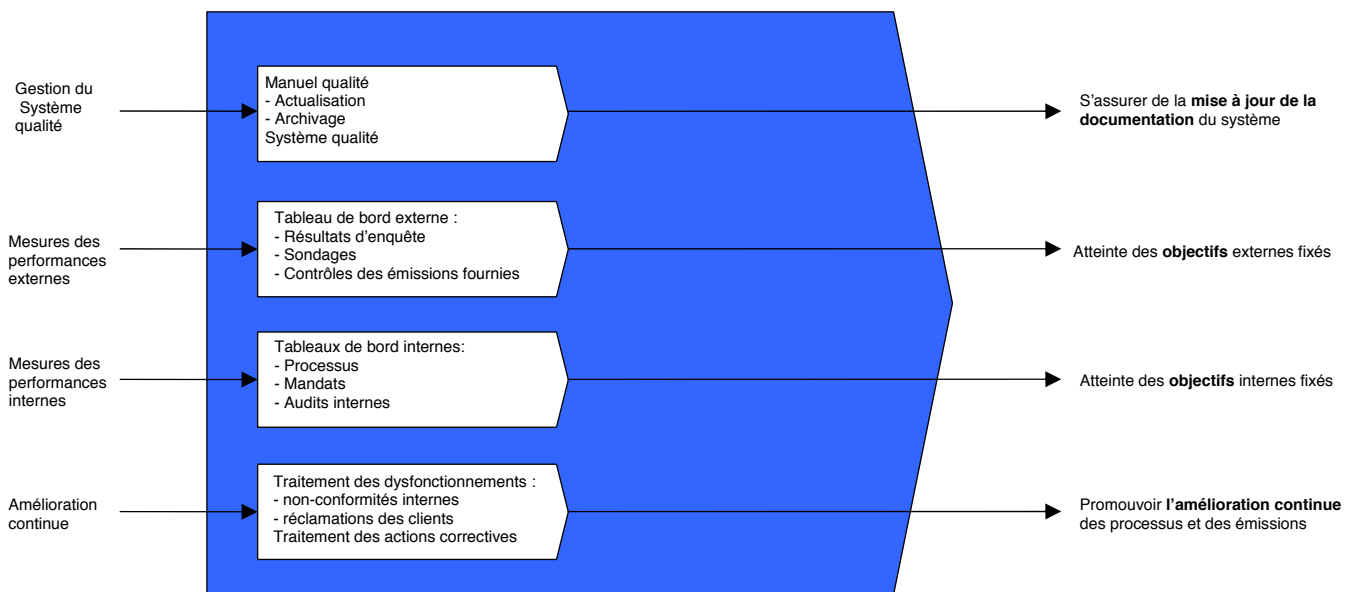 Gestion du
Système
qualité
Manuel qualité
- Actualisation
- Archivage
Système qualité
S’assurer de la mise à jour de la
documentation du système
Mesures des
performances
externes
Tableau de bord externe :
- Résultats d’enquête
- Sondages
- Contrôles des émissions fournies
Atteinte des objectifs externes fixés
Mesures des
performances
internes
Tableaux de bord internes:
- Processus
- Mandats
- Audits internes
Atteinte des objectifs internes fixés
Amélioration
continue
Traitement des dysfonctionnements :
- non-conformités internes
- réclamations des clients
Traitement des actions correctives
Promouvoir l’amélioration continue
des processus et des émissions